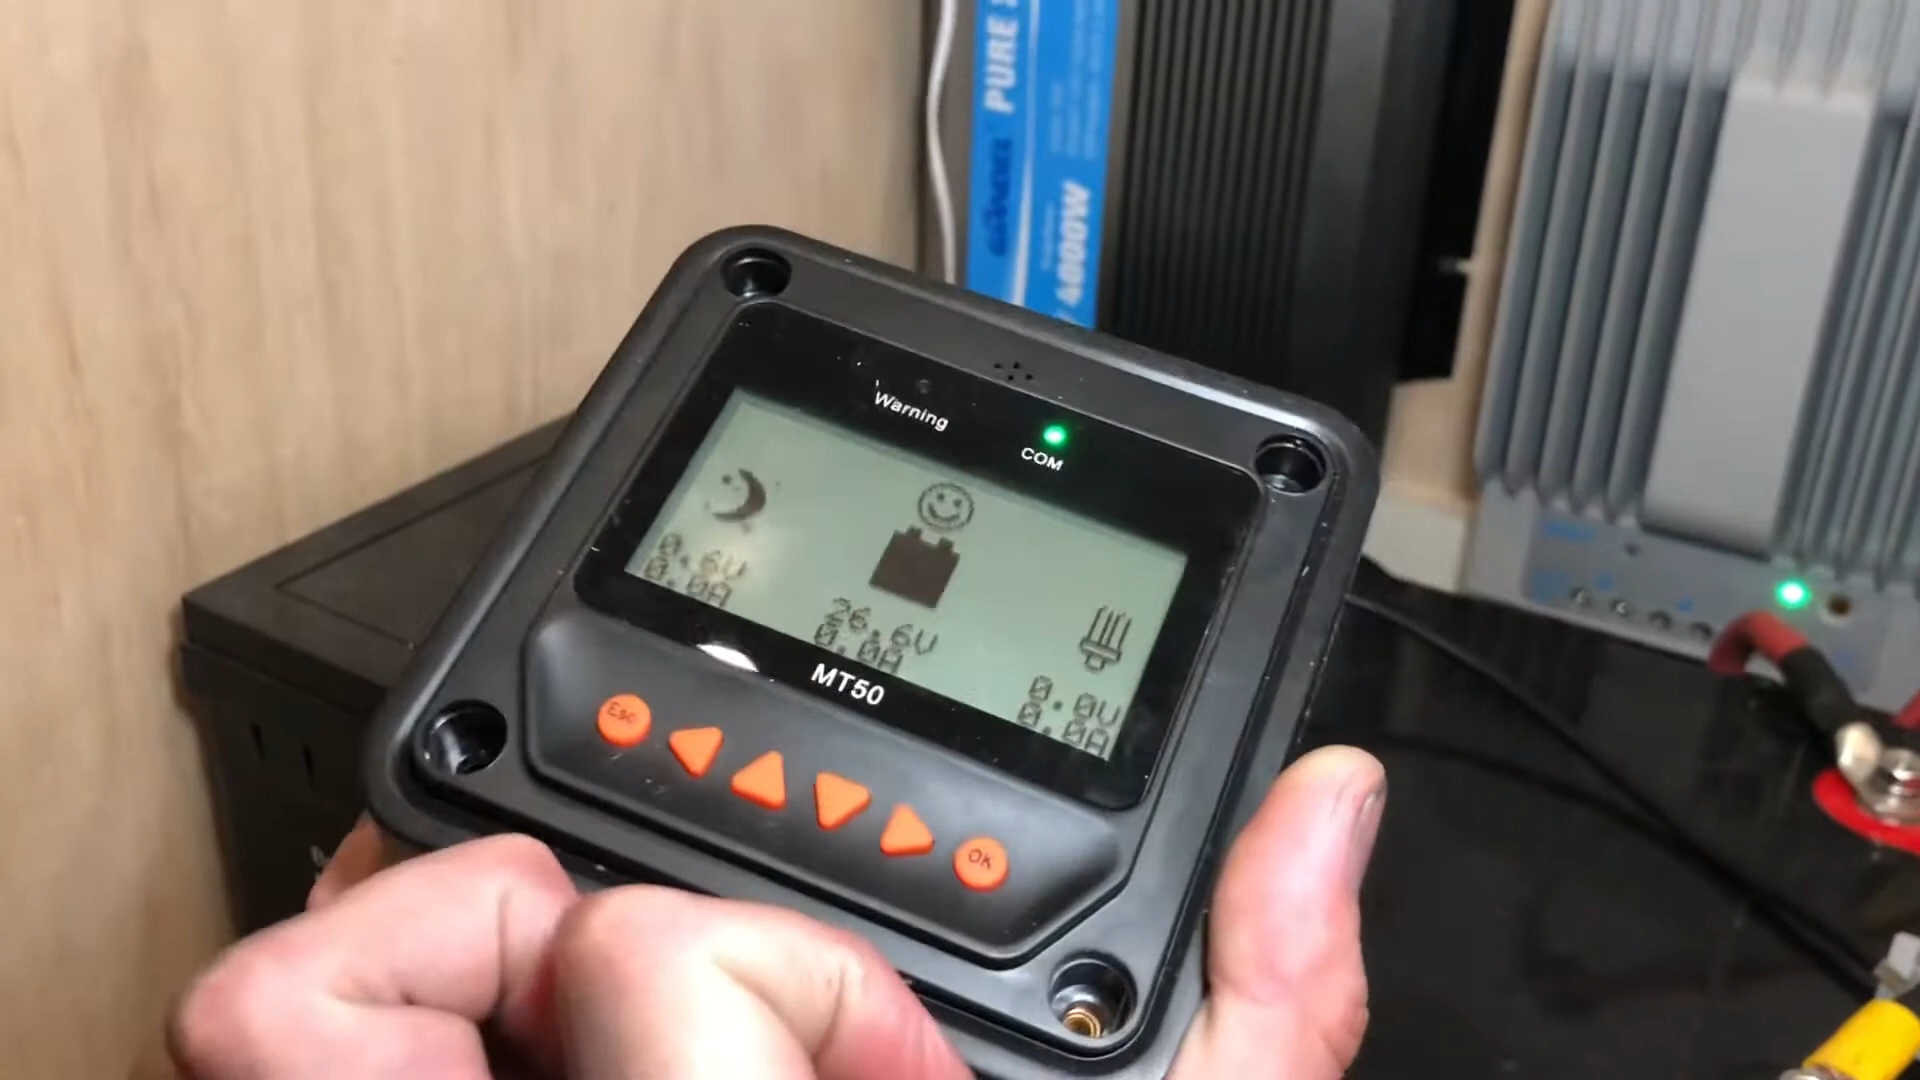 PURE
4000W
Warning
COM
0.6V
0.0A
26.6V
0.0A
0.0V
0.0A
MT50
Esc
OK